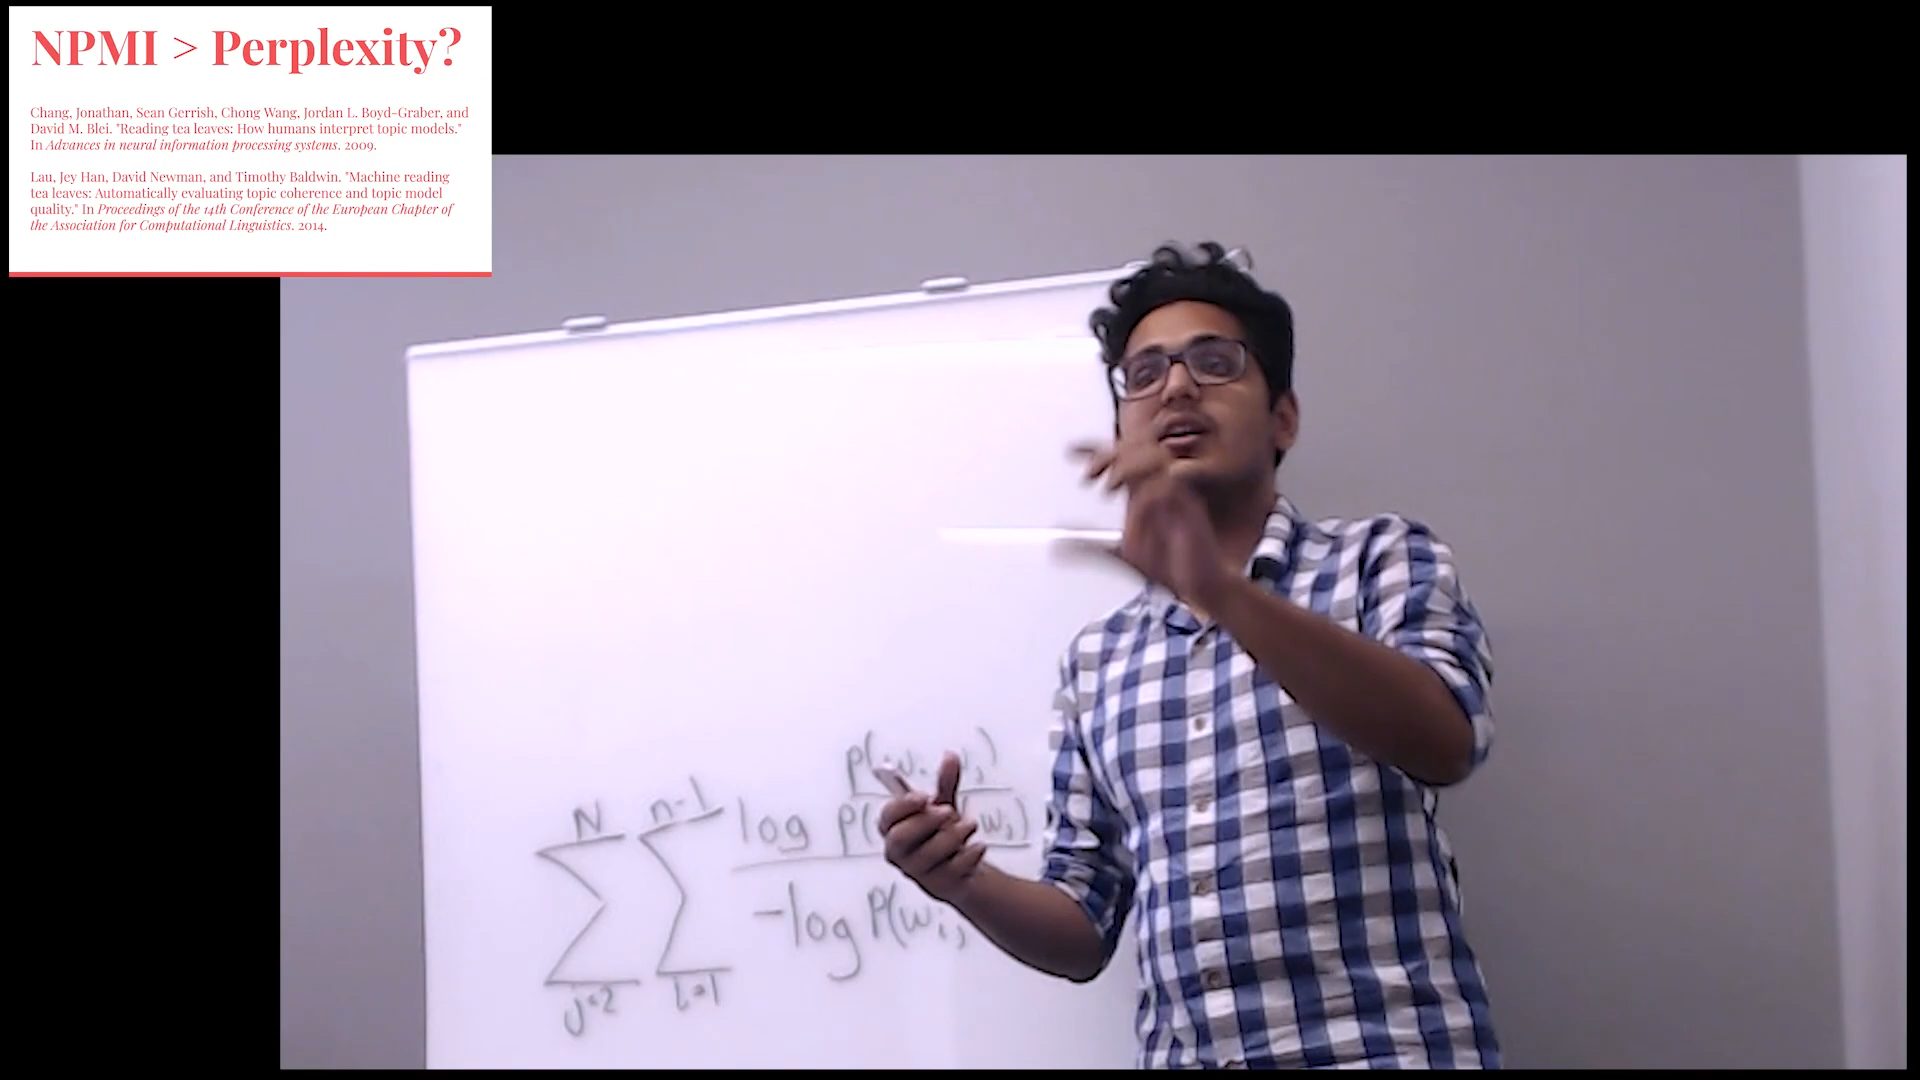 NPMI > Perplexity?
Chang, Jonathan, Sean Gerrish, Chong Wang, Jordan L. Boyd-Graber, and
David M. Blei. "Reading tea leaves: How humans interpret topic models."
In Advances in neural information processing systems. 2009.
Lau, Jey Han, David Newman, and Timothy Baldwin. "Machine reading
tea leaves: Automatically evaluating topic coherence and topic model
quality." In Proceedings of the 14th Conference of the European Chapter of
the Association for Computational Linguistics. 2014.
N n-1 log
-log P(wi,
j=2 i=1